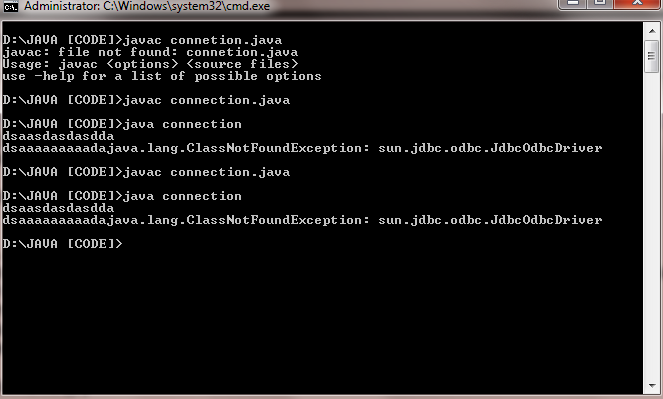 Administrator: C:\Windows\system32\cmd.exe
D:\JAVA [CODE]>javac connetion.java
javac: file not found: connetion.java
Usage: javac <options> <source files>
use -help for a list of possible options
D:\JAVA [CODE]>javac connection.java
D:\JAVA [CODE]>java connection
dsaasdasdasdda
dsaaaaaaaaadajava.lang.ClassNotFoundException: sun.jdbc.odbc.JdbcOdbcDriver
D:\JAVA [CODE]>javac connection.java
D:\JAVA [CODE]>java connection
dsaasdasdasdda
dsaaaaaaaaadajava.lang.ClassNotFoundException: sun.jdbc.odbc.JdbcOdbcDriver
D:\JAVA [CODE]>